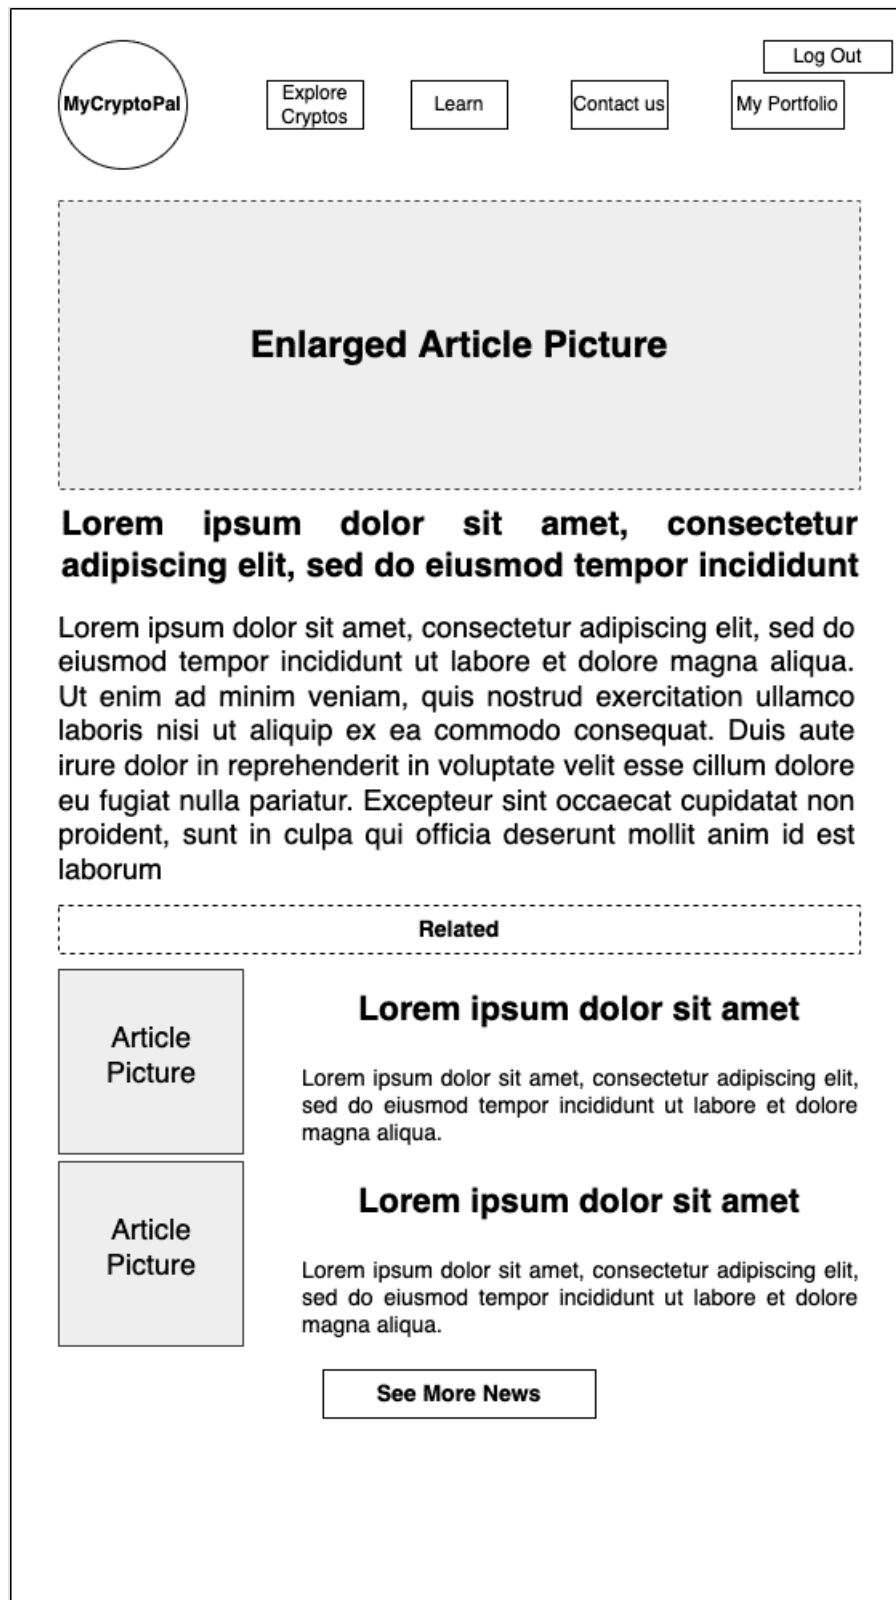 Log Out
MyCryptoPal
Explore
Cryptos
Learn
Contact us
My Portfolio
Enlarged Article Picture
Lorem ipsum dolor sit amet, consectetur
adipiscing elit, sed do eiusmod tempor incididunt
Lorem ipsum dolor sit amet, consectetur adipiscing elit, sed do
eiusmod tempor incididunt ut labore et dolore magna aliqua.
Ut enim ad minim veniam, quis nostrud exercitation ullamco
laboris nisi ut aliquip ex ea commodo consequat. Duis aute
irure dolor in reprehenderit in voluptate velit esse cillum dolore
eu fugiat nulla pariatur. Excepteur sint occaecat cupidatat non
proident, sunt in culpa qui officia deserunt mollit anim id est
laborum
Related
Article
Picture
Lorem ipsum dolor sit amet
Lorem ipsum dolor sit amet, consectetur adipiscing elit,
sed do eiusmod tempor incididunt ut labore et dolore
magna aliqua.
Article
Picture
Lorem ipsum dolor sit amet
Lorem ipsum dolor sit amet, consectetur adipiscing elit,
sed do eiusmod tempor incididunt ut labore et dolore
magna aliqua.
See More News